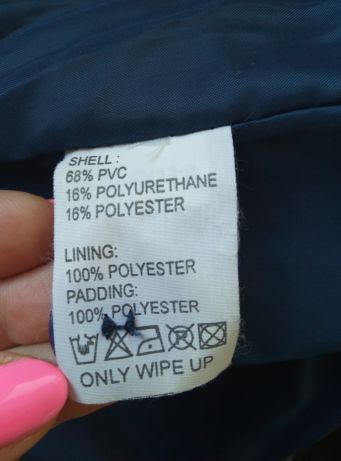 SHELL :
68% PVC
16% POLYURETHANE
16% POLYESTER
LINING:
100% POLYESTER
PADDING:
100% POLYESTER
ONLY WIPE UP